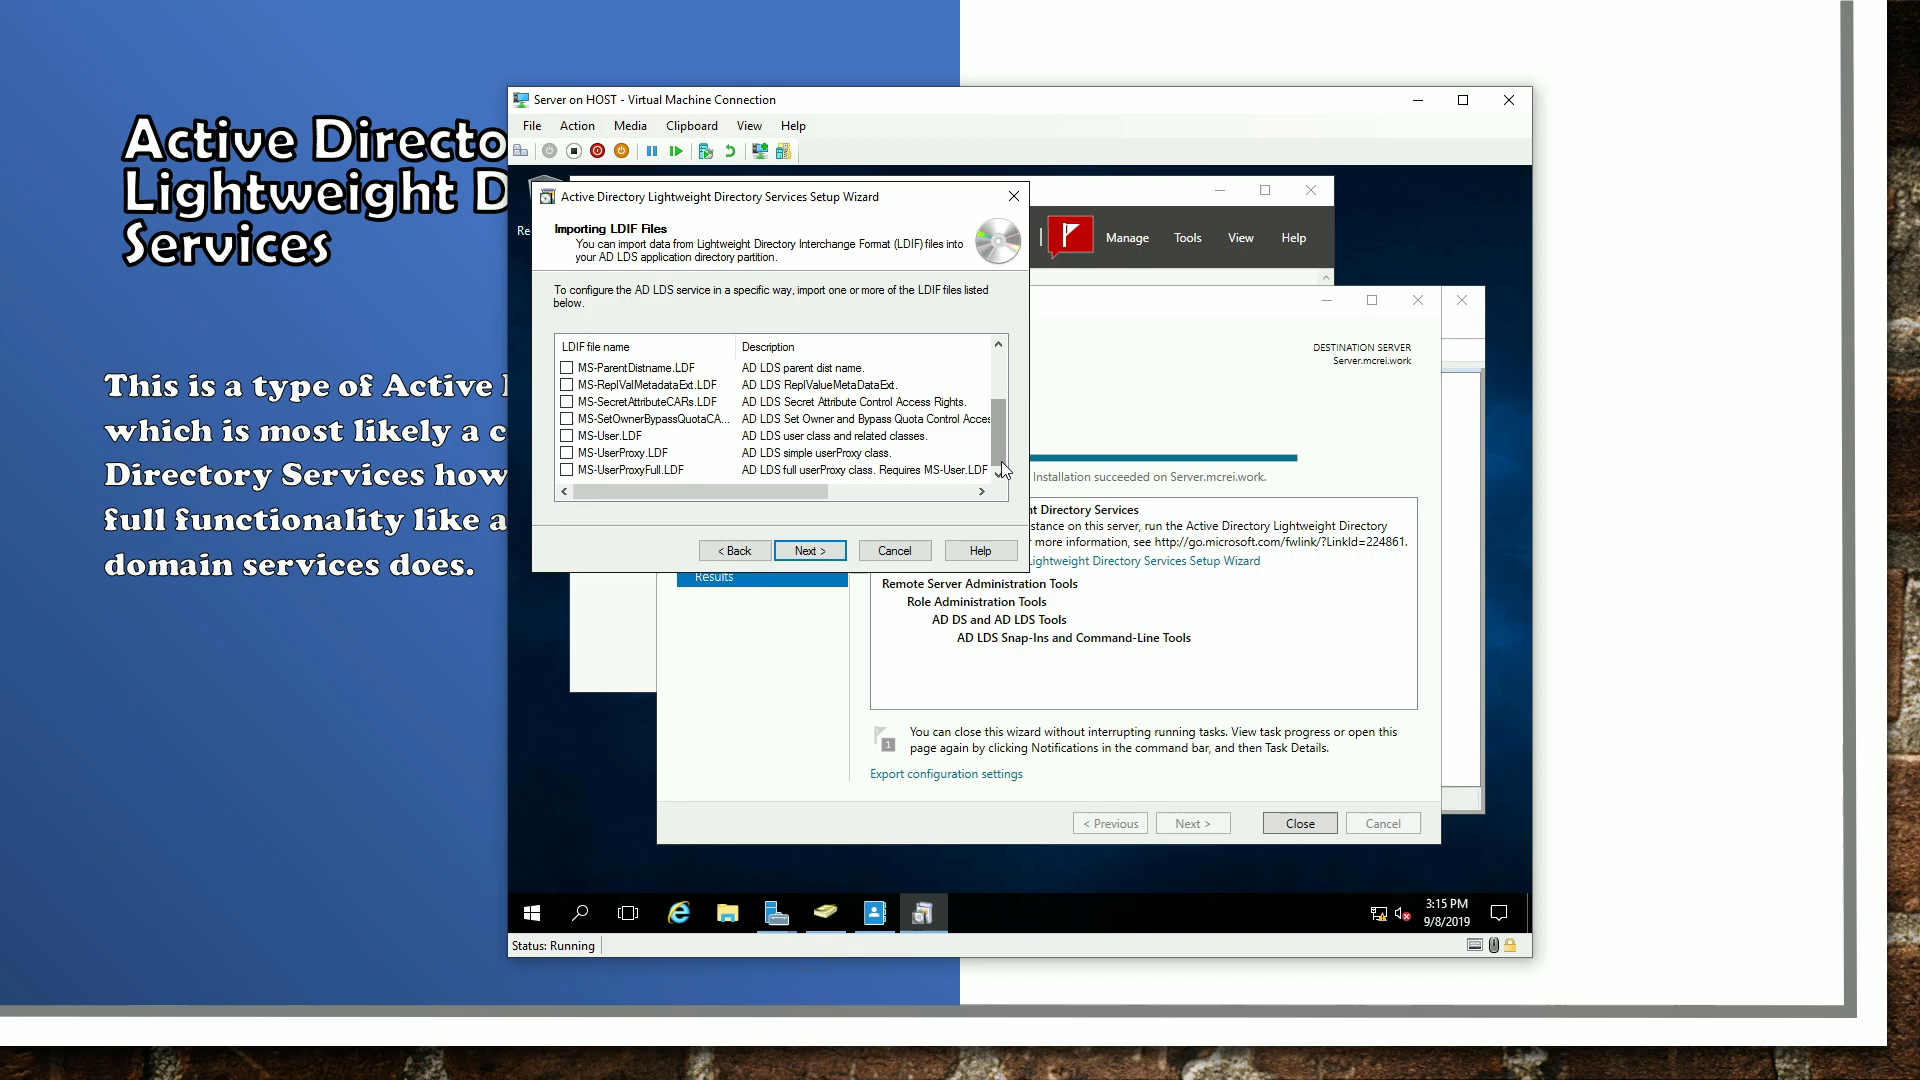 Active Directo
Lightweight D
Services
This is a type of Active
which is most likely a c
Directory Services how
full functionality like a
domain services does.
Server on HOST - Virtual Machine Connection
File Action Media Clipboard View Help
Re
Manage Tools View Help
Active Directory Lightweight Directory Services Setup Wizard
Importing LDIF Files
You can import data from Lightweight Directory Interchange Format (LDIF) files into
your AD LDS application directory partition.
To configure the AD LDS service in a specific way, import one or more of the LDIF files listed
below.
LDIF file name Description
MS-ParentDistname.LDF AD LDS parent dist name.
MS-ReplValMetadataExt.LDF AD LDS ReplValueMetaDataExt.
MS-SecretAttributeCARs.LDF AD LDS Secret Attribute Control Access Rights.
MS-SetOwnerBypassQuotaCA... AD LDS Set Owner and Bypass Quota Control Acces
MS-User.LDF AD LDS user class and related classes.
MS-UserProxy.LDF AD LDS simple userProxy class.
MS-UserProxyFull.LDF AD LDS full userProxy class. Requires MS-User.LDF
< Back Next > Cancel Help
DESTINATION SERVER
Server.mcrei.work
Installation succeeded on Server.mcrei.work.
nt Directory Services
stance on this server, run the Active Directory Lightweight Directory
r more information, see http://go.microsoft.com/fwlink/?LinkId=224861.
Lightweight Directory Services Setup Wizard
Results
Remote Server Administration Tools
Role Administration Tools
AD DS and AD LDS Tools
AD LDS Snap-Ins and Command-Line Tools
1
You can close this wizard without interrupting running tasks. View task progress or open this
page again by clicking Notifications in the command bar, and then Task Details.
Export configuration settings
< Previous Next > Close Cancel
3:15 PM
9/8/2019
Status: Running